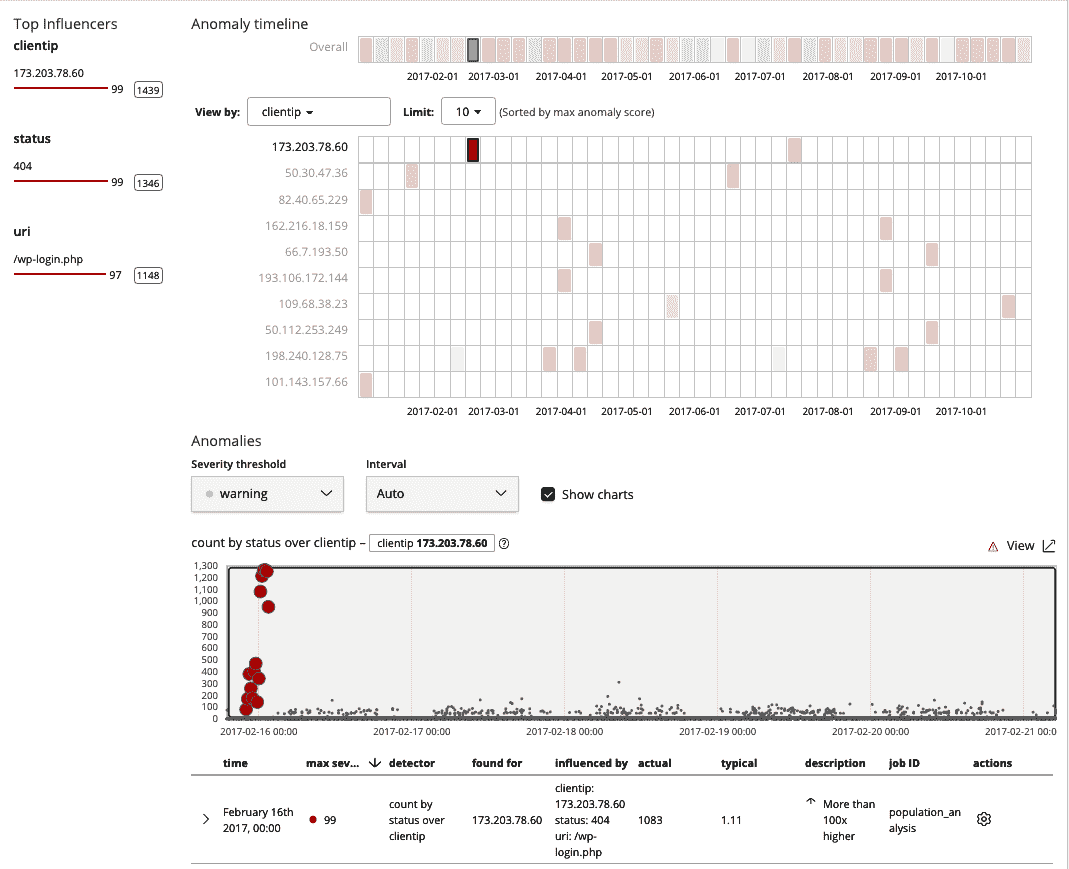 Top Influencers
clientip
173.203.78.60
99 1439
status
404
99 1346
uri
/wp-login.php
97 1148
Anomaly timeline
Overall
2017-02-01 2017-03-01 2017-04-01 2017-05-01 2017-06-01 2017-07-01 2017-08-01 2017-09-01 2017-10-01
View by: clientip Limit: 10 (Sorted by max anomaly score)
173.203.78.60
50.30.47.36
82.40.65.229
162.216.18.159
66.7.193.50
193.106.172.144
109.68.38.23
50.112.253.249
198.240.128.75
101.143.157.66
2017-02-01 2017-03-01 2017-04-01 2017-05-01 2017-06-01 2017-07-01 2017-08-01 2017-09-01 2017-10-01
Anomalies
Severity threshold Interval
warning Auto Show charts
count by status over clientip – clientip 173.203.78.60 View
1,300
1,200
1,100
1,000
900
800
700
600
500
400
300
200
100
0
2017-02-16 00:00 2017-02-17 00:00 2017-02-18 00:00 2017-02-19 00:00 2017-02-20 00:00 2017-02-21 00:0
time max sev... detector found for influenced by actual typical description job ID actions
February 16th
2017, 00:00
99
count by
status over
clientip
173.203.78.60
clientip:
173.203.78.60
status: 404
uri: /wp-
login.php
1083
1.11
More than
100x
higher
population_an
alysis